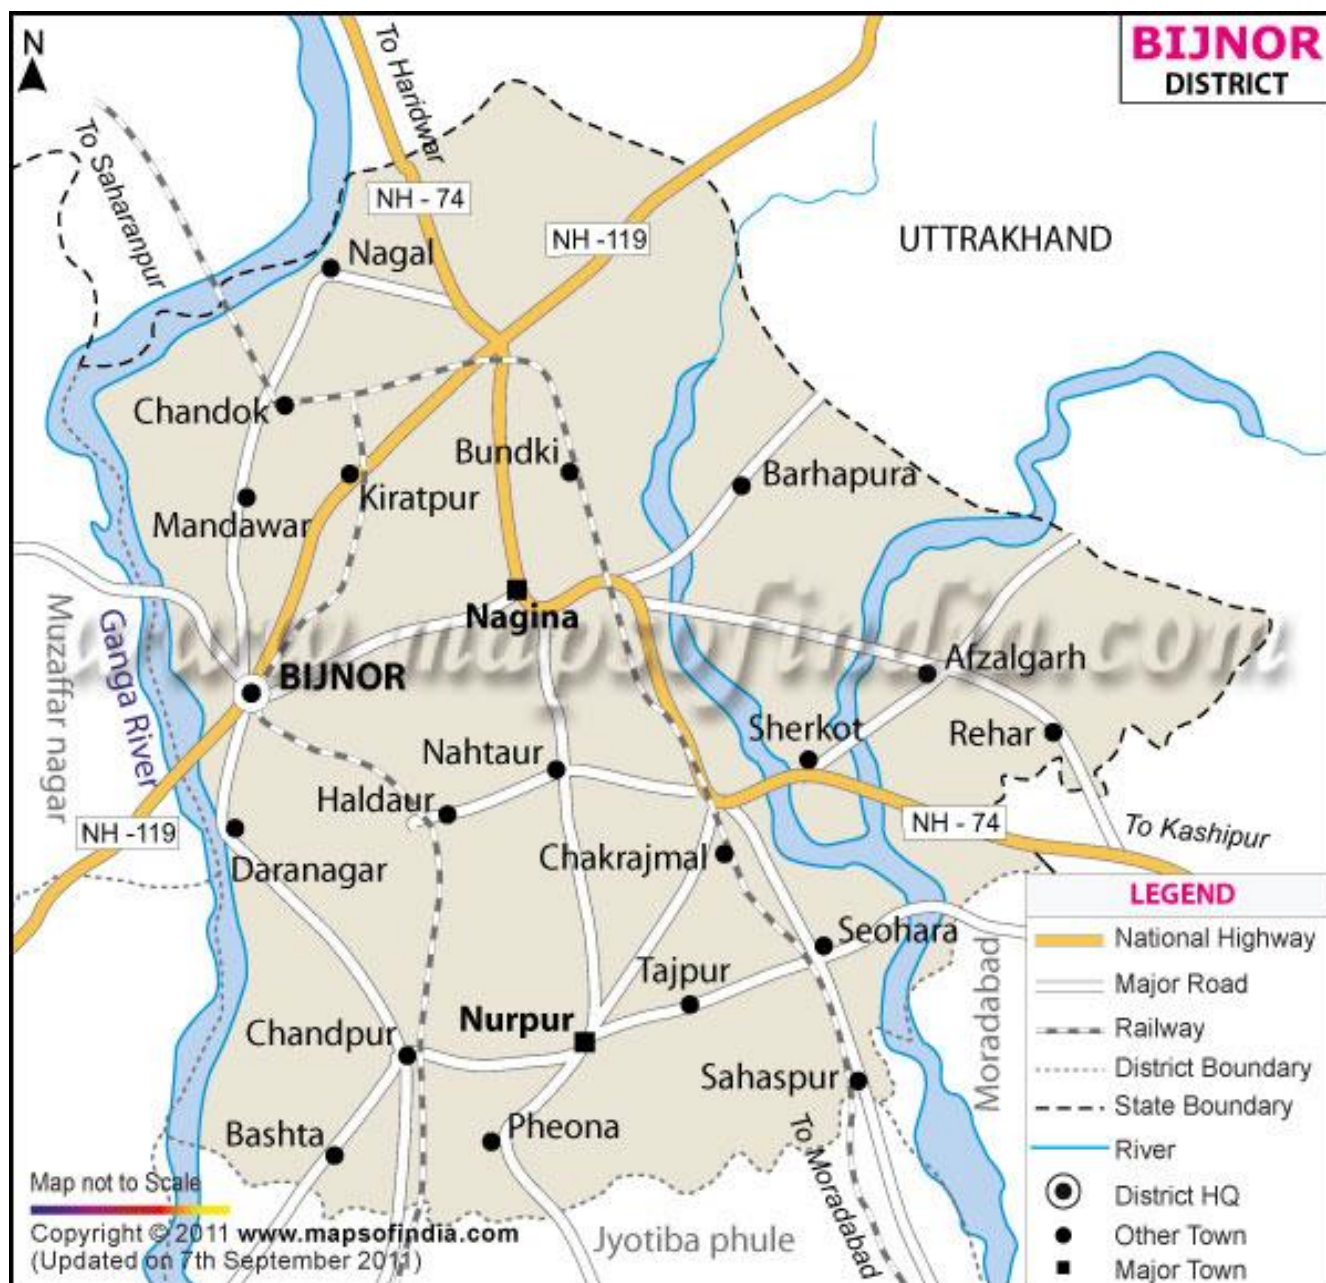 N
BIJNOR
DISTRICT
To Haridwar
To Saharanpur
NH - 74
NH -119
UTTRAKHAND
Nagal
Chandok
Bundki
Barhapura
Kiratpur
Mandawar
www.mapsofindia.com
Nagina
Muzaffar nagar
Ganga River
BIJNOR
Afzalgarh
Sherkot
Rehar
Nahtaur
Haldaur
NH -119
NH - 74
To Kashipur
Chakrajmal
Daranagar
Seohara
Tajpur
Moradabad
Nurpur
Chandpur
Sahaspur
Bashta
Pheona
To Moradabad
Jyotiba phule
LEGEND
National Highway
Major Road
Railway
District Boundary
State Boundary
River
District HQ
Other Town
Major Town
Map not to Scale
Copyright © 2011 www.mapsofindia.com
(Updated on 7th September 2011)